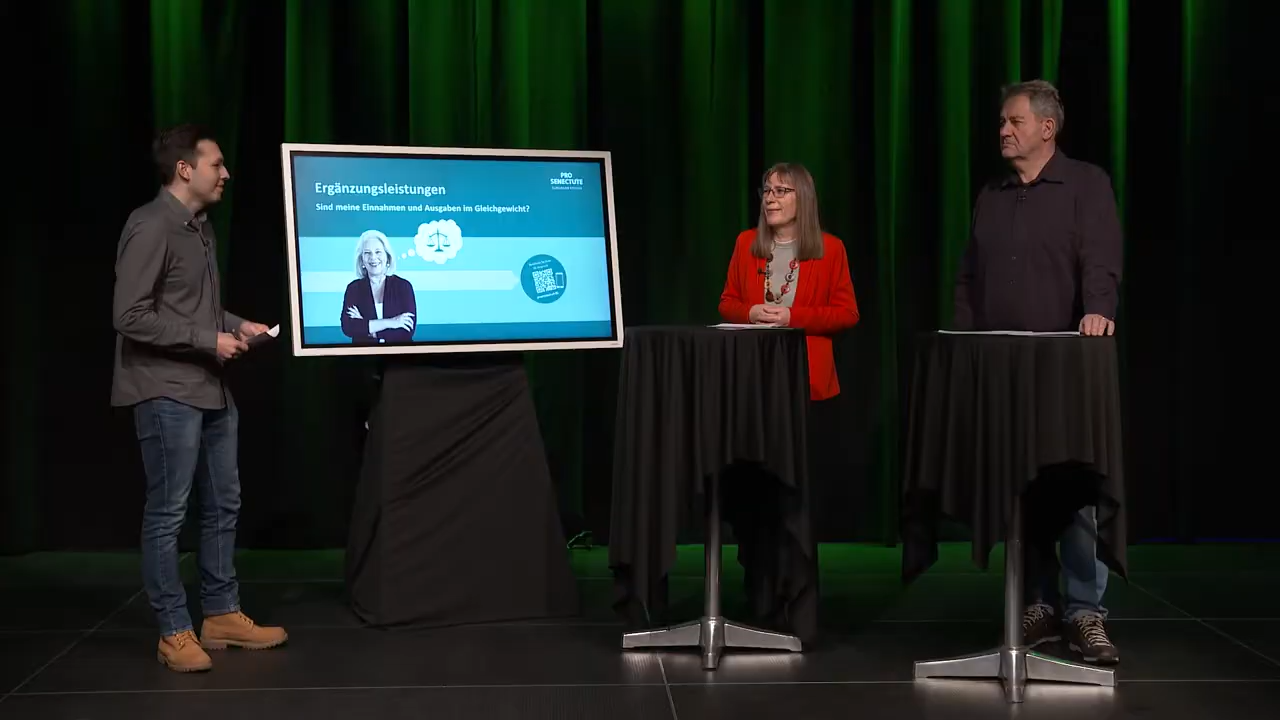 Ergänzungsleistungen
PRO
SENECTUTE
Sind meine Einnahmen und Ausgaben im Gleichgewicht?